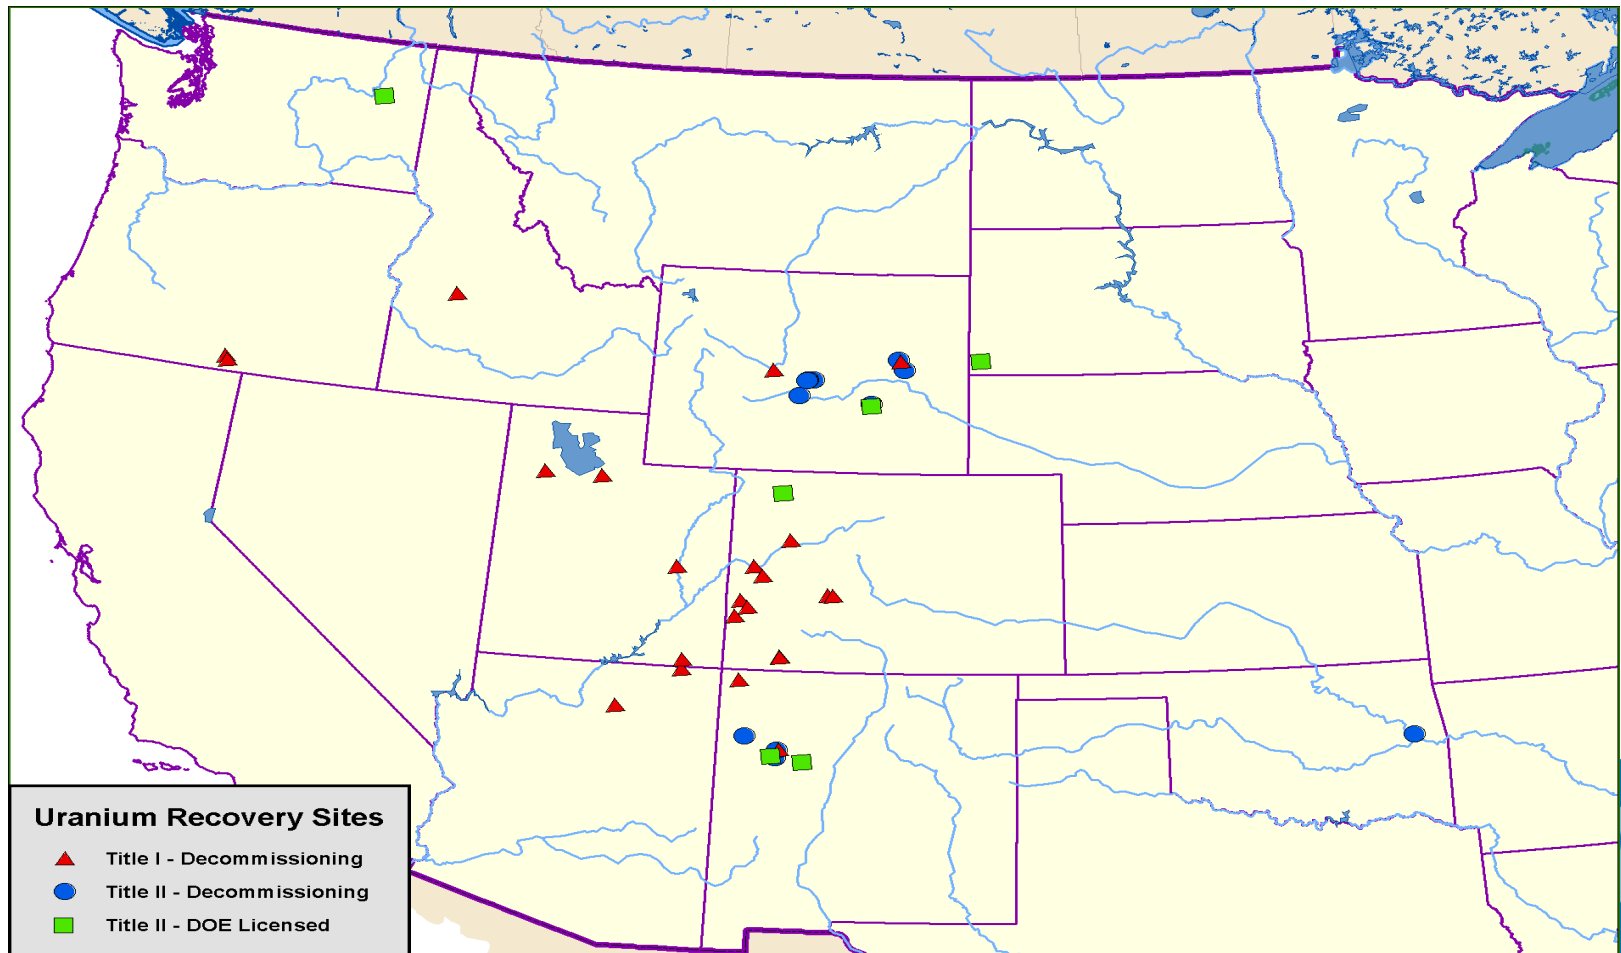 Uranium Recovery Sites
Title I - Decommissioning
Title II - Decommissioning
Title II - DOE Licensed